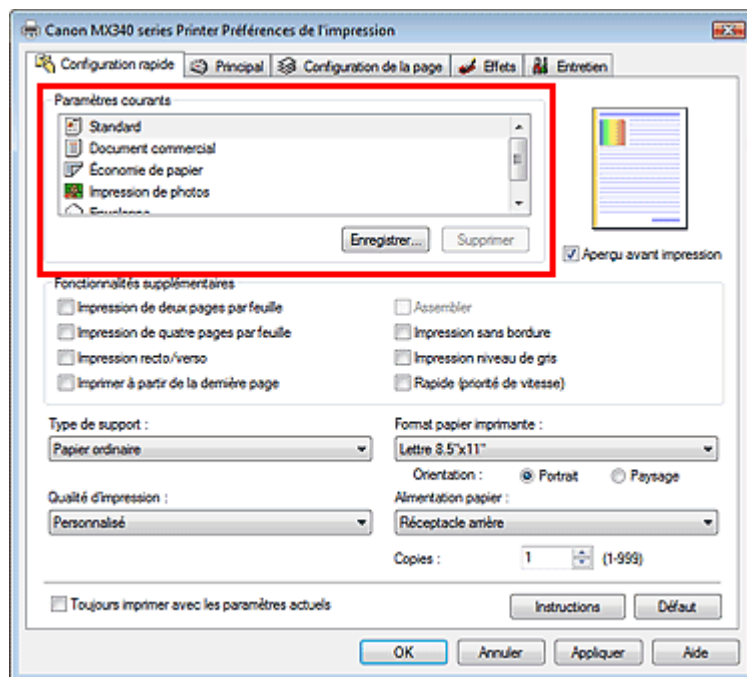 Canon MX340 series Printer Préférences de l'impression
Configuration rapide Principal Configuration de la page Effets Entretien
Paramètres courants
Standard
Document commercial
Économie de papier
Impression de photos
Enregistrer... Supprimer
Aperçu avant impression
Fonctionnalités supplémentaires
Impression de deux pages par feuille Assembler
Impression de quatre pages par feuille Impression sans bordure
Impression recto/verso Impression niveau de gris
Imprimer à partir de la dernière page Rapide (priorité de vitesse)
Type de support : Format papier imprimante :
Papier ordinaire Lettre 8.5"x11"
Orientation : Portrait Paysage
Qualité d'impression : Alimentation papier :
Personnalisé Réceptacle arrière
Copies : 1 (1-999)
Toujours imprimer avec les paramètres actuels Instructions Défaut
OK Annuler Appliquer Aide